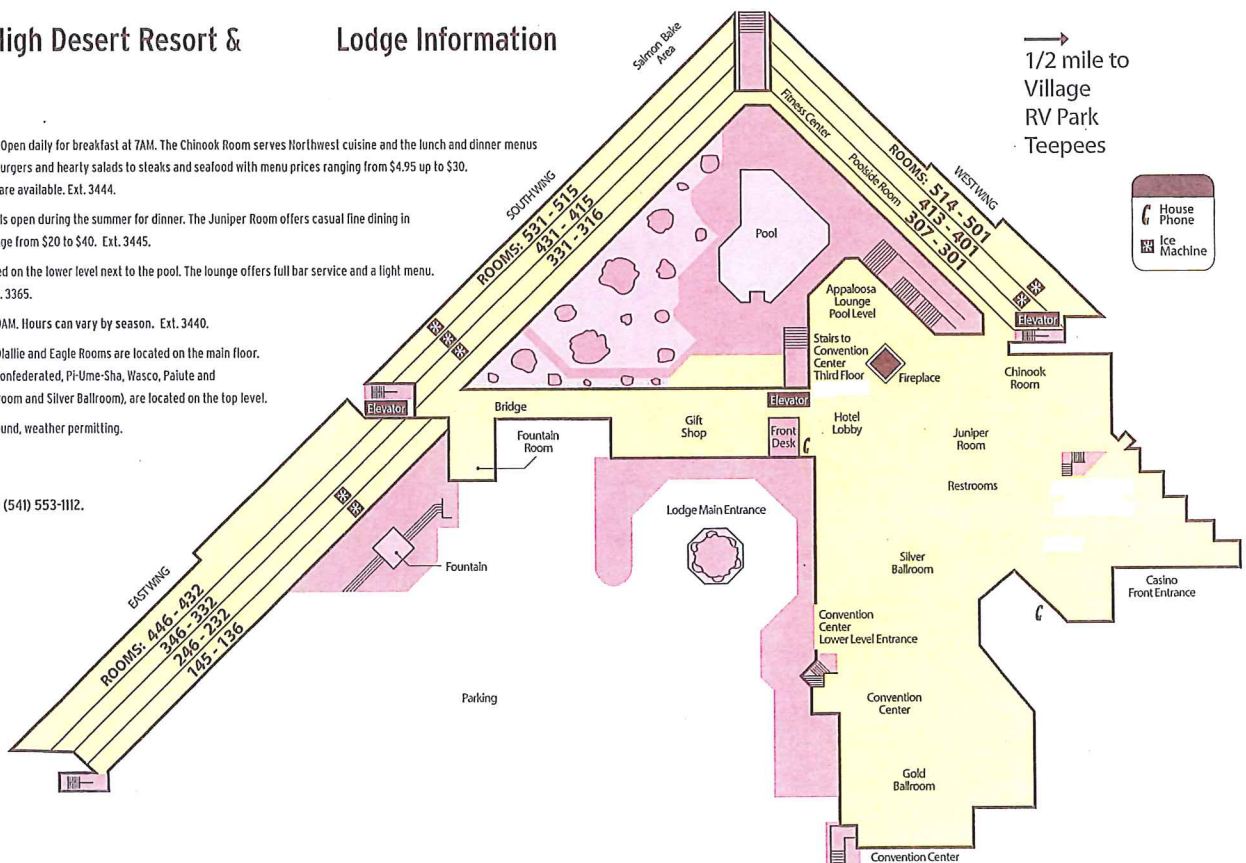 High Desert Resort &
Lodge Information
Open daily for breakfast at 7AM. The Chinook Room serves Northwest cuisine and the lunch and dinner menus
urgers and hearty salads to steaks and seafood with menu prices ranging from $4.95 up to $30.
are available. Ext. 3444.
Is open during the summer for dinner. The Juniper Room offers casual fine dining in
ge from $20 to $40. Ext. 3445.
ed on the lower level next to the pool. The lounge offers full bar service and a light menu.
. 3365.
AM. Hours can vary by season. Ext. 3440.
Olallie and Eagle Rooms are located on the main floor.
onfederated, Pi-Ume-Sha, Wasco, Paiute and
room and Silver Ballroom), are located on the top level.
und, weather permitting.
(541) 553-1112.
Salmon Bake
Area
1/2 mile to
Village
RV Park
Teepees
House
Phone
Ice
Machine
Fitness Center
Poolside Room
WEST WING
ROOMS: 514 - 501
413 - 401
307 - 301
SOUTH WING
ROOMS: 531 - 515
431 - 415
331 - 316
Pool
Appaloosa
Lounge
Pool Level
Elevator
Stairs to
Convention
Center
Third Floor
Fireplace
Chinook
Room
Elevator
Bridge
Elevator
Gift
Shop
Front
Desk
Hotel
Lobby
Fountain
Room
Juniper
Room
Restrooms
Lodge Main Entrance
Fountain
Silver
Ballroom
Casino
Front Entrance
EAST WING
ROOMS: 446 - 432
346 - 332
246 - 232
145 - 136
Convention
Center
Lower Level Entrance
Parking
Convention
Center
Gold
Ballroom
Convention Center